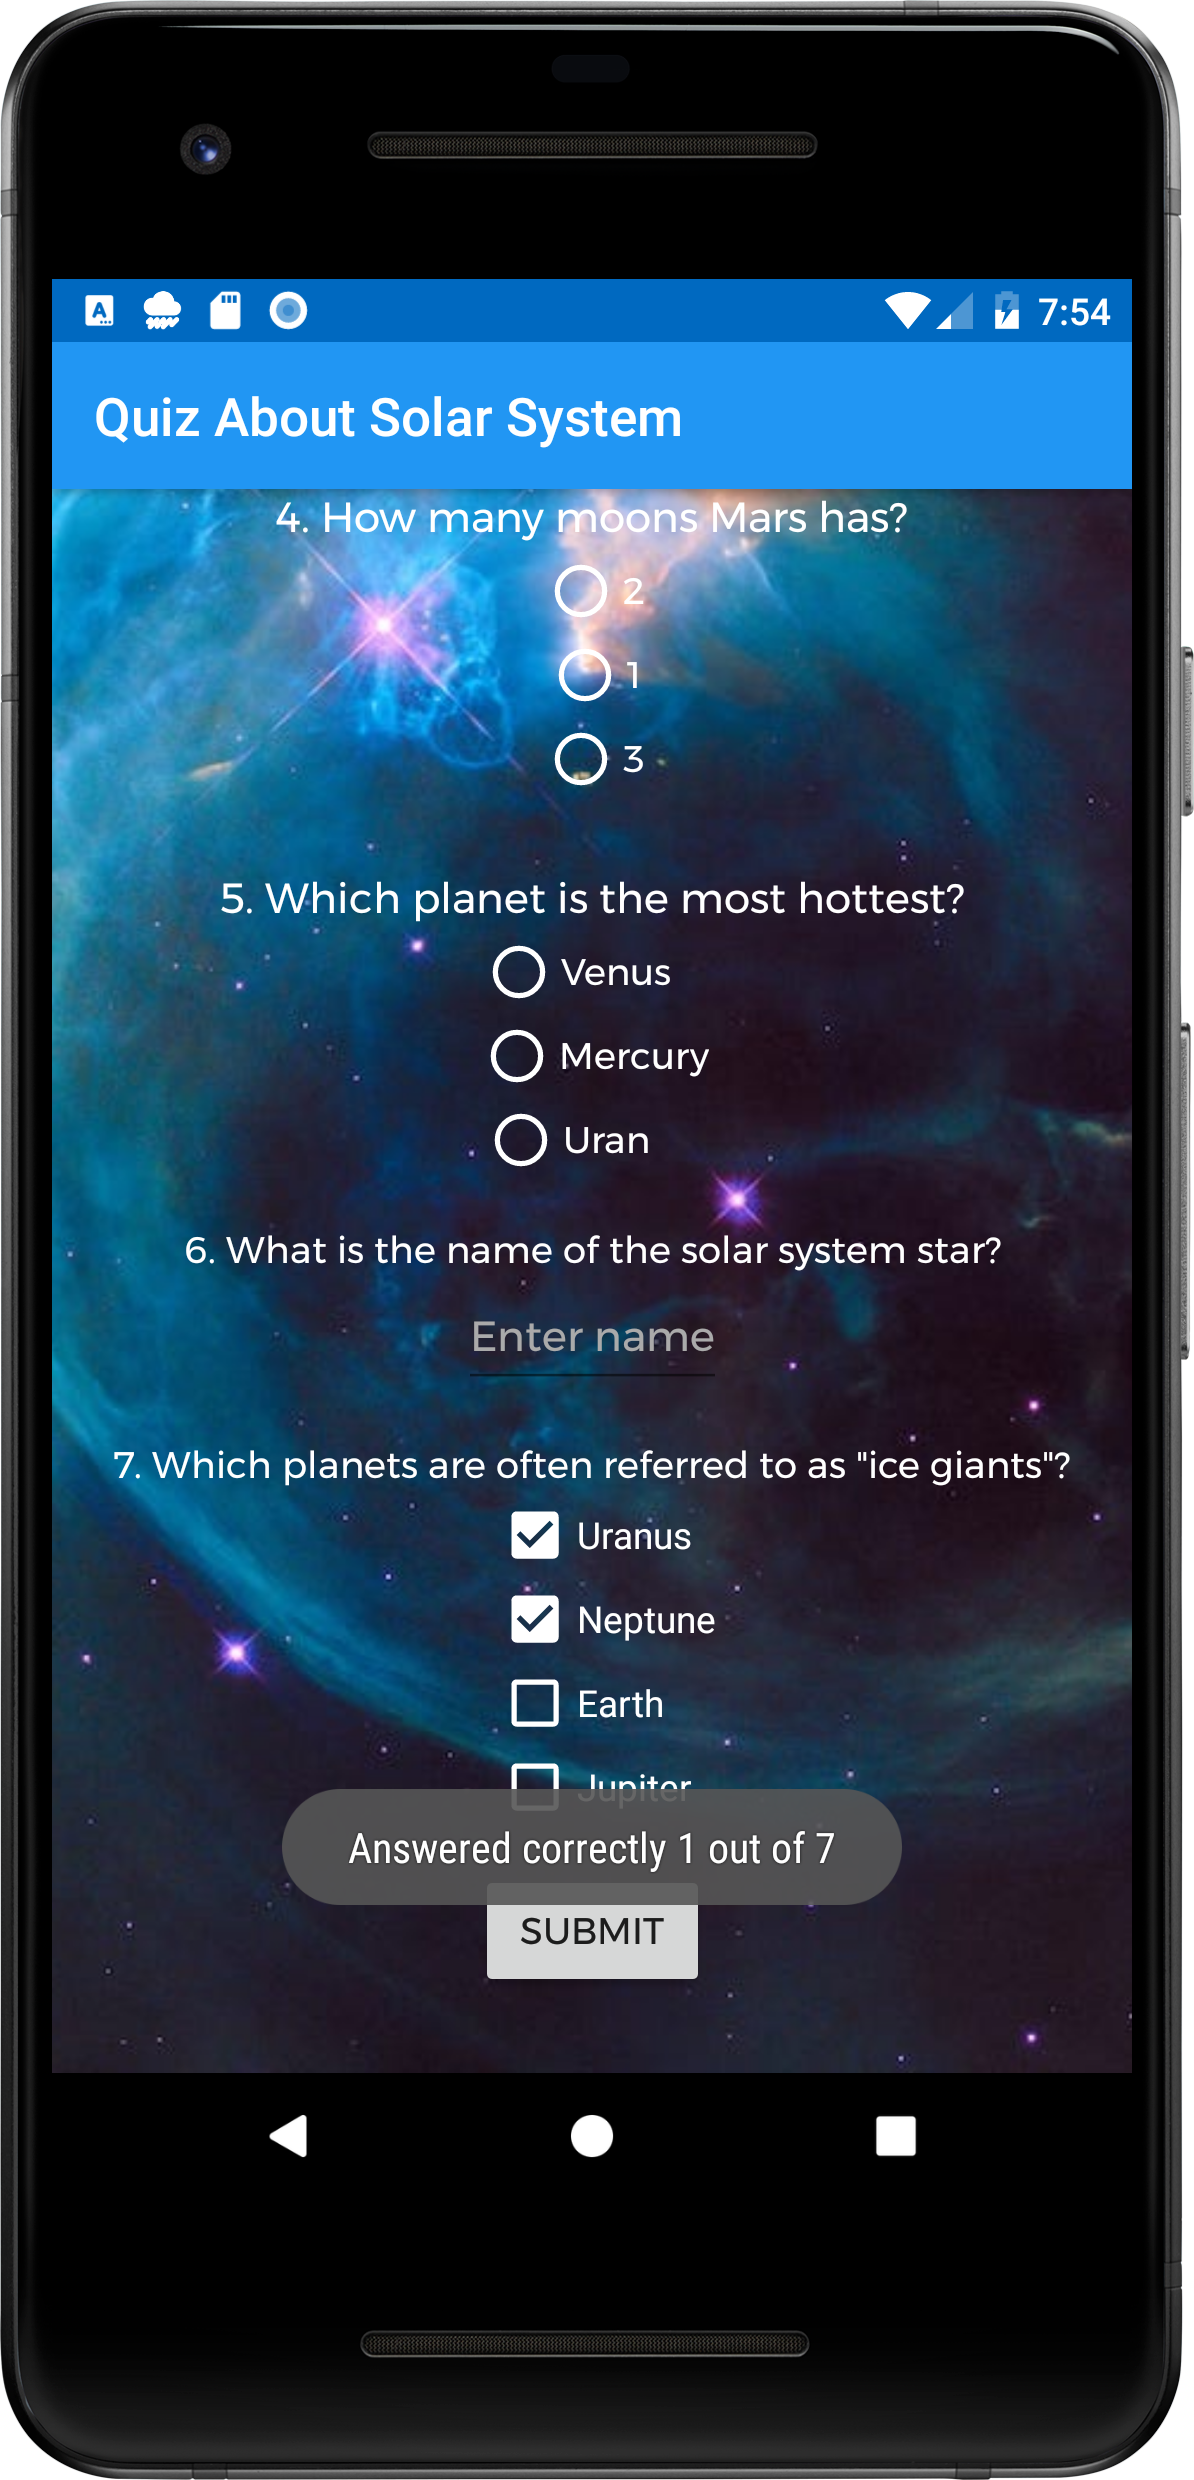 7:54
Quiz About Solar System
4. How many moons Mars has?
2
1
3
5. Which planet is the most hottest?
Venus
Mercury
Uran
6. What is the name of the solar system star?
Enter name
7. Which planets are often referred to as "ice giants"?
Uranus
Neptune
Earth
Jupiter
Answered correctly 1 out of 7
SUBMIT